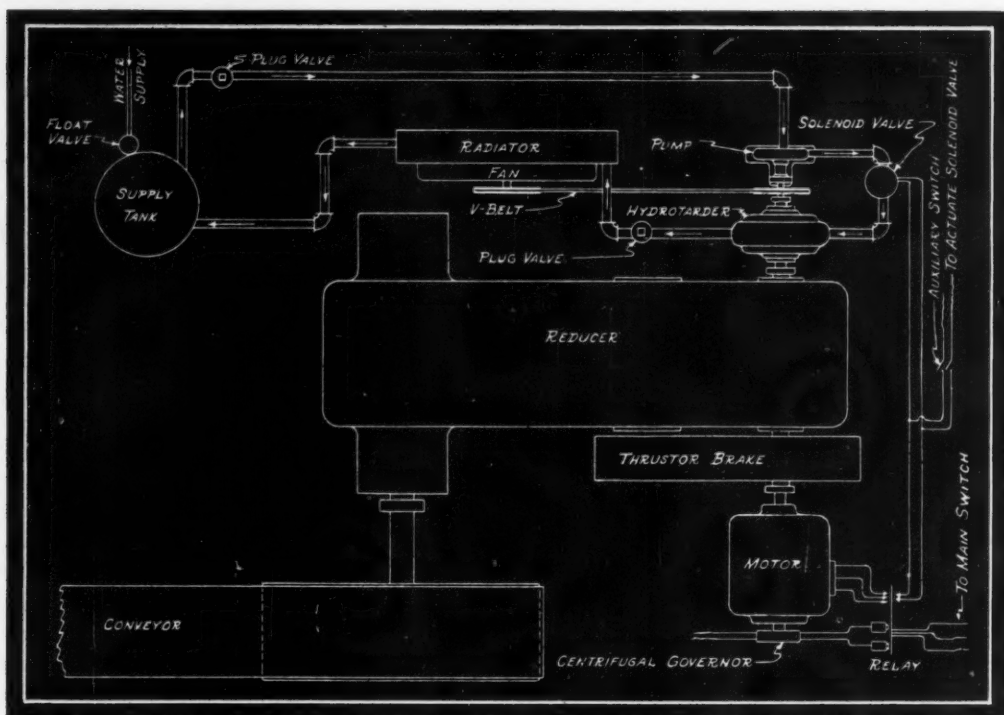 S PLUG VALVE
WATER
SUPPLY
FLOAT
VALVE
SUPPLY
TANK
RADIATOR
FAN
V-BELT
PUMP
SOLENOID VALVE
HYDROTARDER
PLUG VALVE
AUXILIARY SWITCH
TO ACTUATE SOLENOID VALVE
REDUCER
THRUSTOR BRAKE
MOTOR
TO MAIN SWITCH
CONVEYOR
CENTRIFUGAL GOVERNOR
RELAY